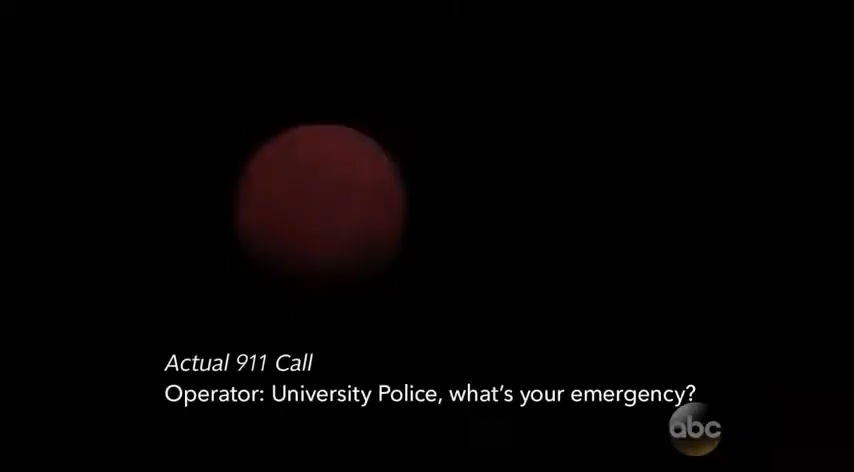 Actual 911 Call
Operator: University Police, what's your emergency?
abc